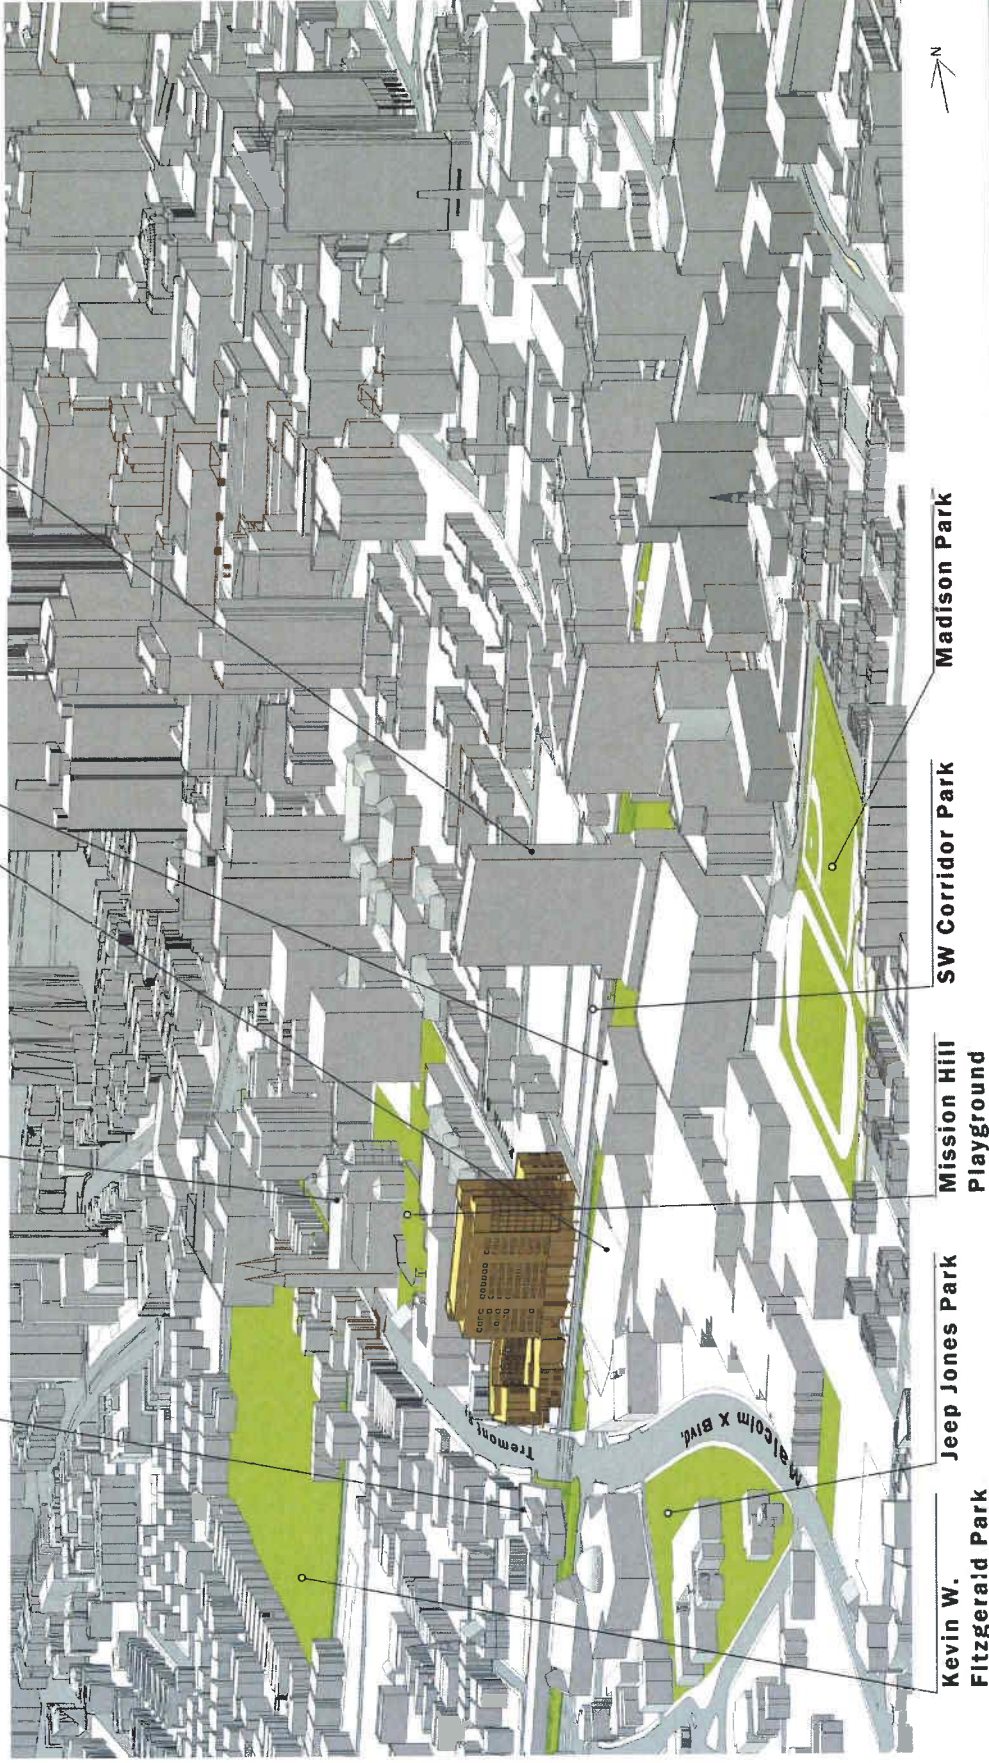 N
Tremont St
Malcolm X Blvd.
Kevin W.
Fitzgerald Park
Jeep Jones Park
Mission Hill
Playground
SW Corridor Park
Madison Park